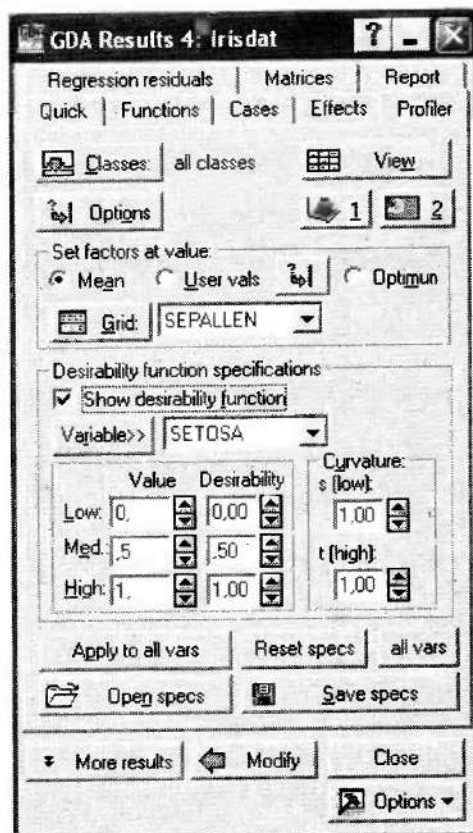 GDA Results 4: Irisdat ?
Regression residuals Matrices Report
Quick Functions Cases Effects Profiler
Classes: all classes View
Options 1 2
Set factors at value:
Mean User vals Optimun
Grid: SEPALLEN
Desirability function specifications
Show desirability function
Variable>> SETOSA
Value Desirability Curvature:
s (low):
Low: 0, 0,00 1,00
Med.: ,5 ,50 t (high):
High: 1, 1,00 1,00
Apply to all vars Reset specs all vars
Open specs Save specs
More results Modify Close
Options